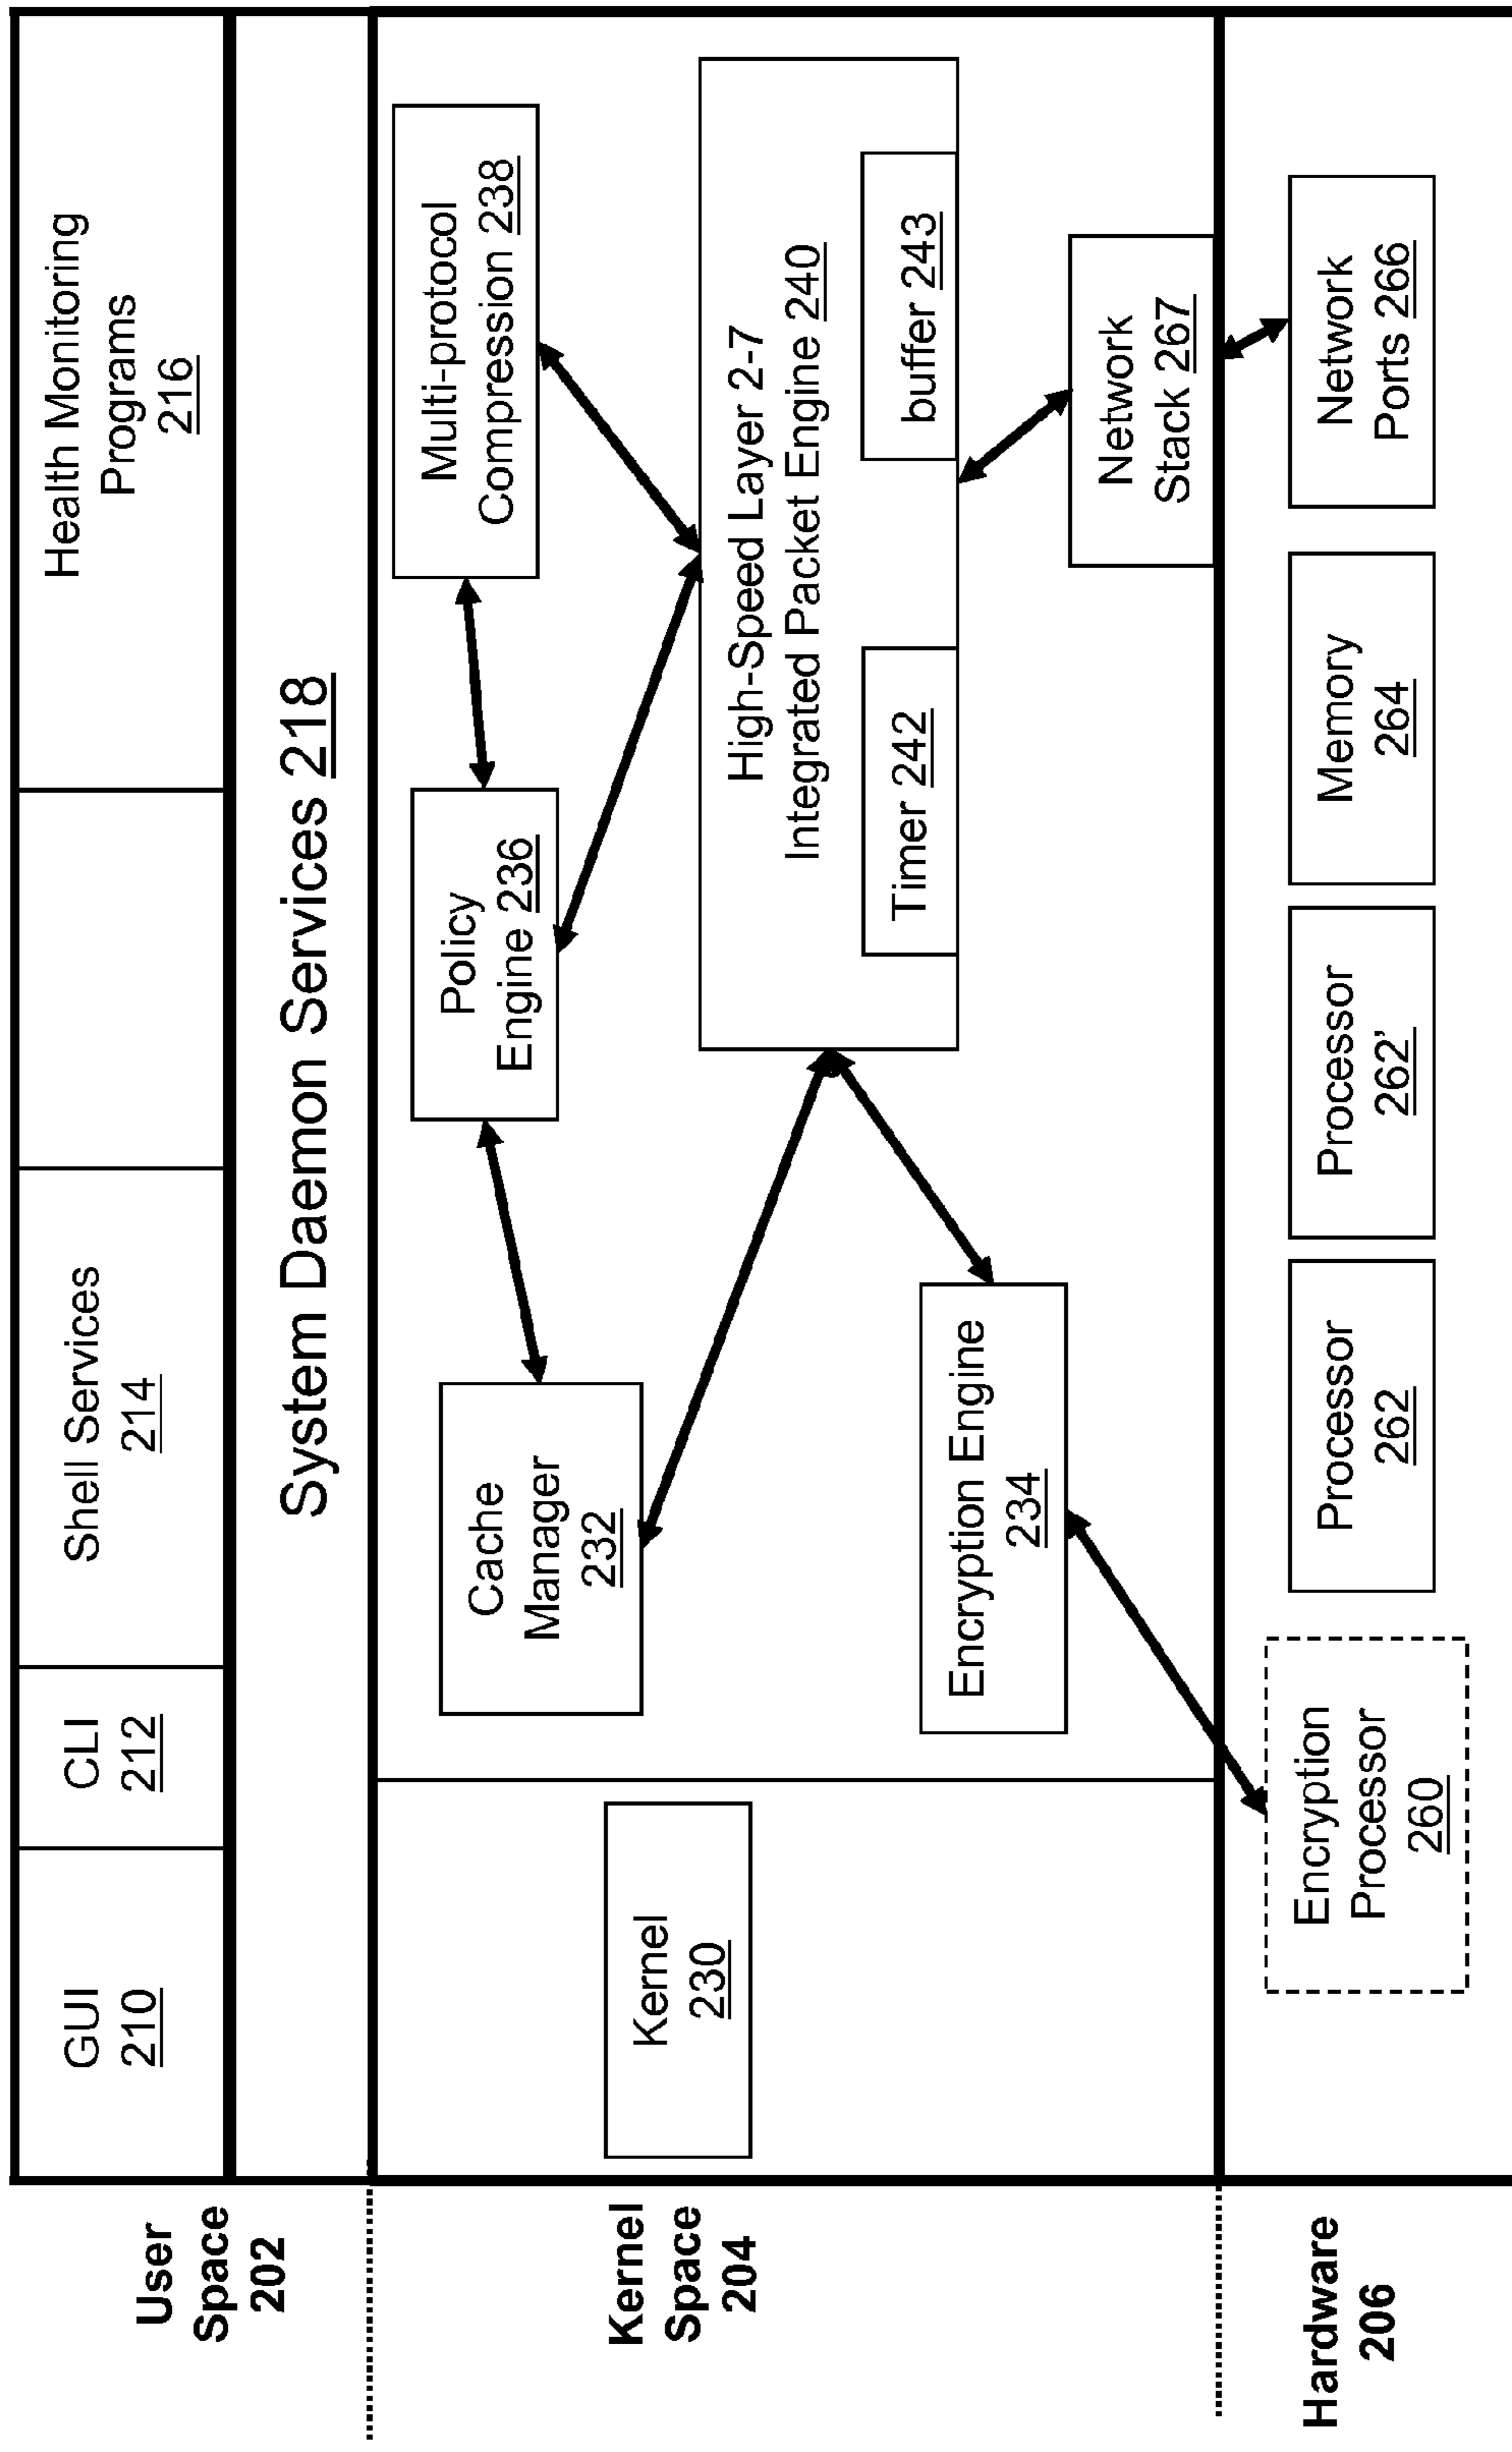 User
Space
202
GUI
210
CLI
212
Shell Services
214
Health Monitoring
Programs
216
System Daemon Services 218
Kernel
Space
204
Kernel
230
Cache
Manager
232
Policy
Engine 236
Multi-protocol
Compression 238
High-Speed Layer 2-7
Integrated Packet Engine 240
Timer 242
buffer 243
Encryption Engine
234
Network
Stack 267
Hardware
206
Encryption
Processor
260
Processor
262
Processor
262’
Memory
264
Network
Ports 266